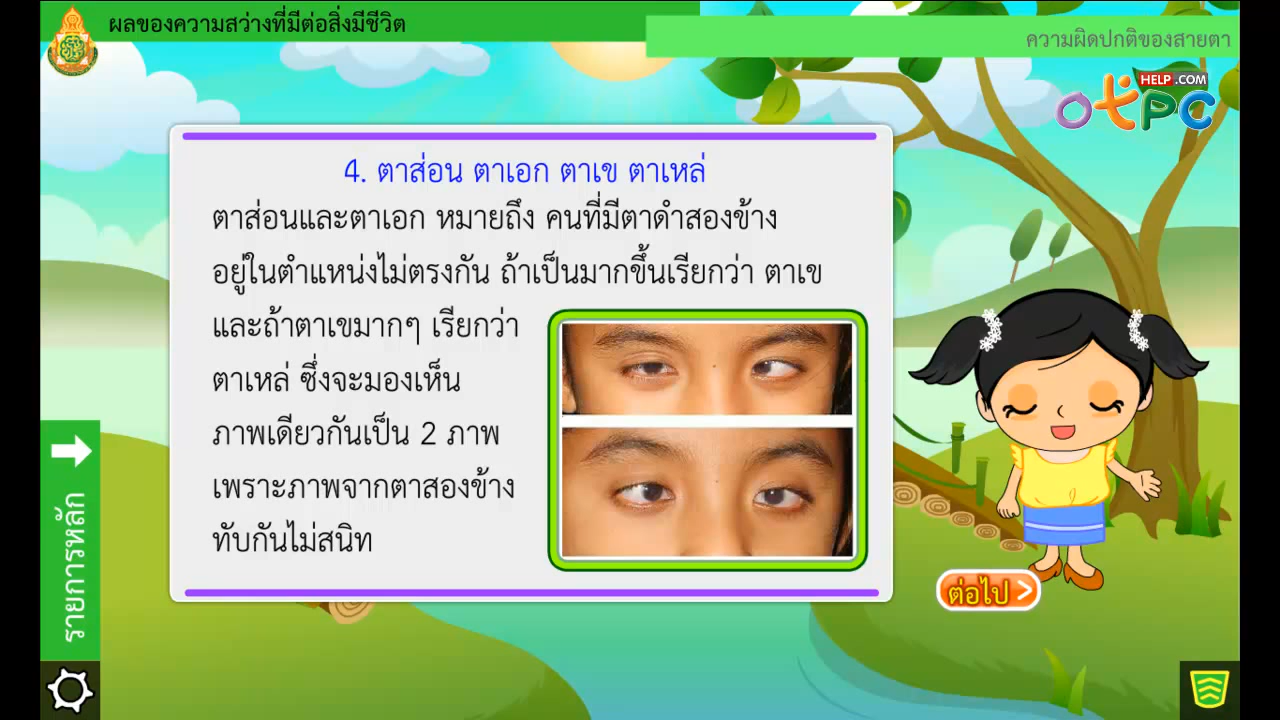 ผลของความสว่างที่มีต่อสิ่งมีชีวิต
ความผิดปกติของสายตา
HELP .COM
OTPC
4. ตาส่อน ตาเอก ตาเข ตาเหล่
ตาส่อนและตาเอก หมายถึง คนที่มีตาดำสองข้าง
อยู่ในตำแหน่งไม่ตรงกัน ถ้าเป็นมากขึ้นเรียกว่า ตาเข
และถ้าตาเขมากๆ เรียกว่า
ตาเหล่ ซึ่งจะมองเห็น
ภาพเดียวกันเป็น 2 ภาพ
เพราะภาพจากตาสองข้าง
ทับกันไม่สนิท
รายการหลัก
ต่อไป >